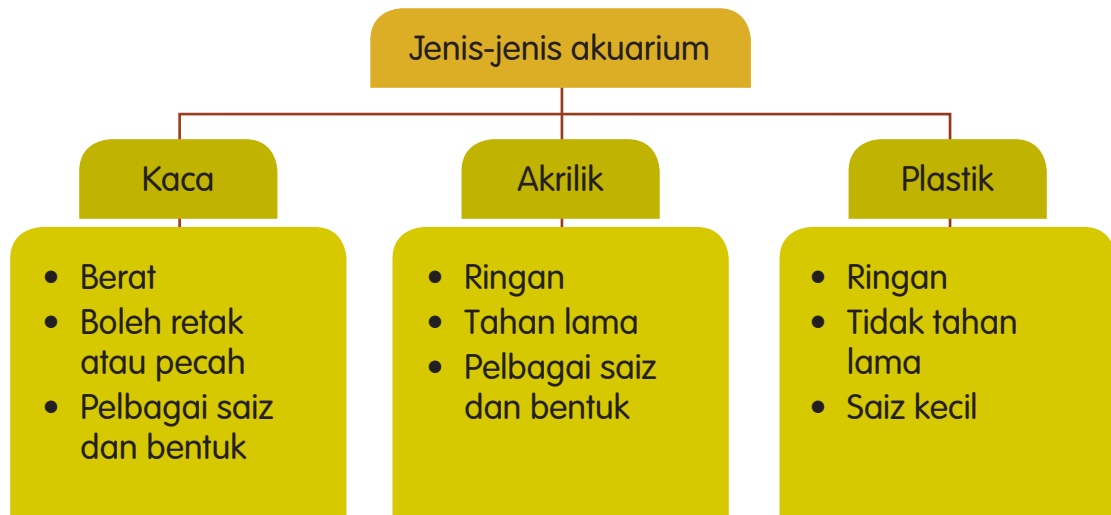 Jenis-jenis akuarium
Kaca
• Berat
• Boleh retak
atau pecah
• Pelbagai saiz
dan bentuk
Akrilik
• Ringan
• Tahan lama
• Pelbagai saiz
dan bentuk
Plastik
• Ringan
• Tidak tahan
lama
• Saiz kecil